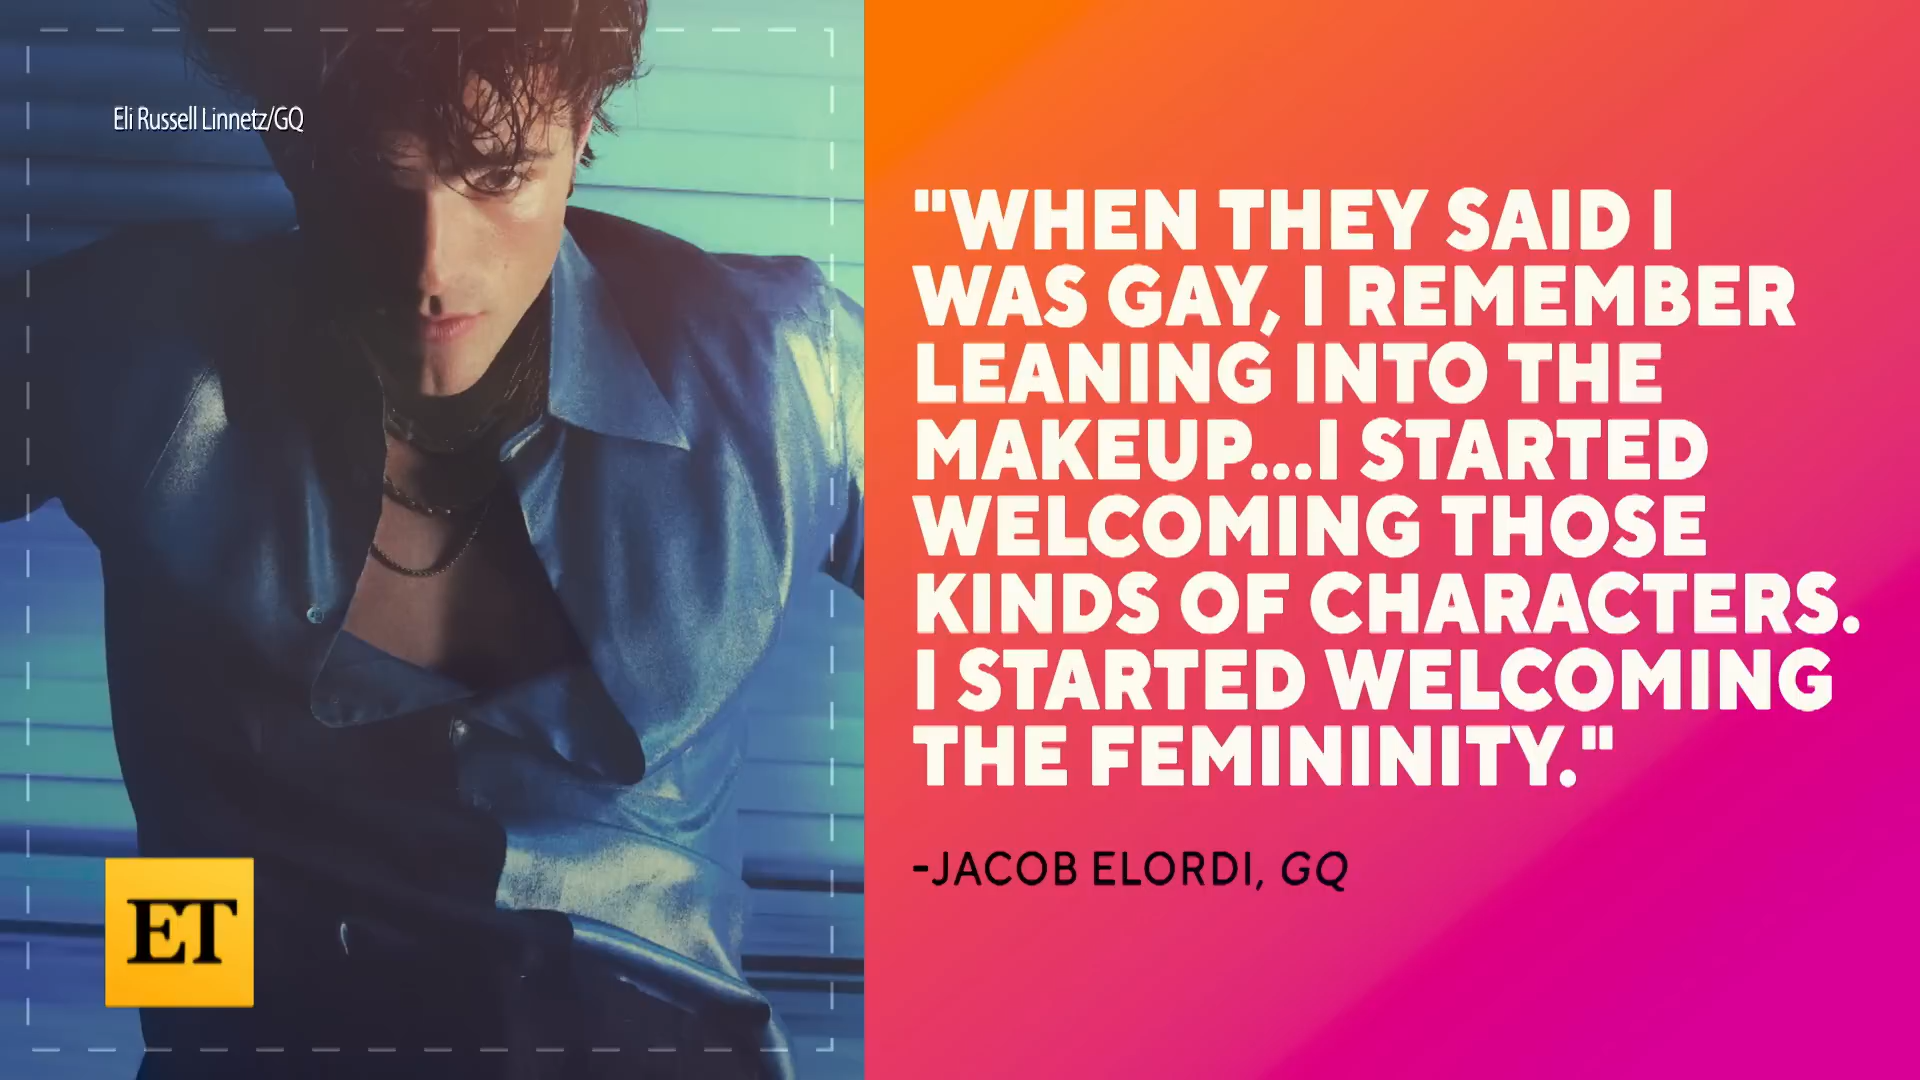 Eli Russell Linnetz/GQ
"WHEN THEY SAID I
WAS GAY, I REMEMBER
LEANING INTO THE
MAKEUP...I STARTED
WELCOMING THOSE
KINDS OF CHARACTERS.
I STARTED WELCOMING
THE FEMININITY."
-JACOB ELORDI, GQ
ET